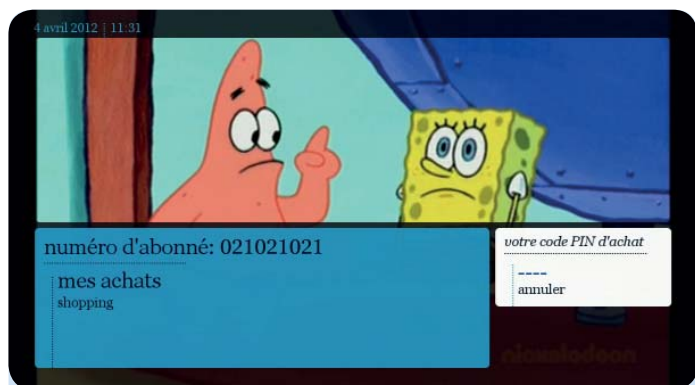 4 avril 2012 | 11:31
numéro d'abonné: 021021021
mes achats
shopping
votre code PIN d'achat
----
annuler
nickelodeon